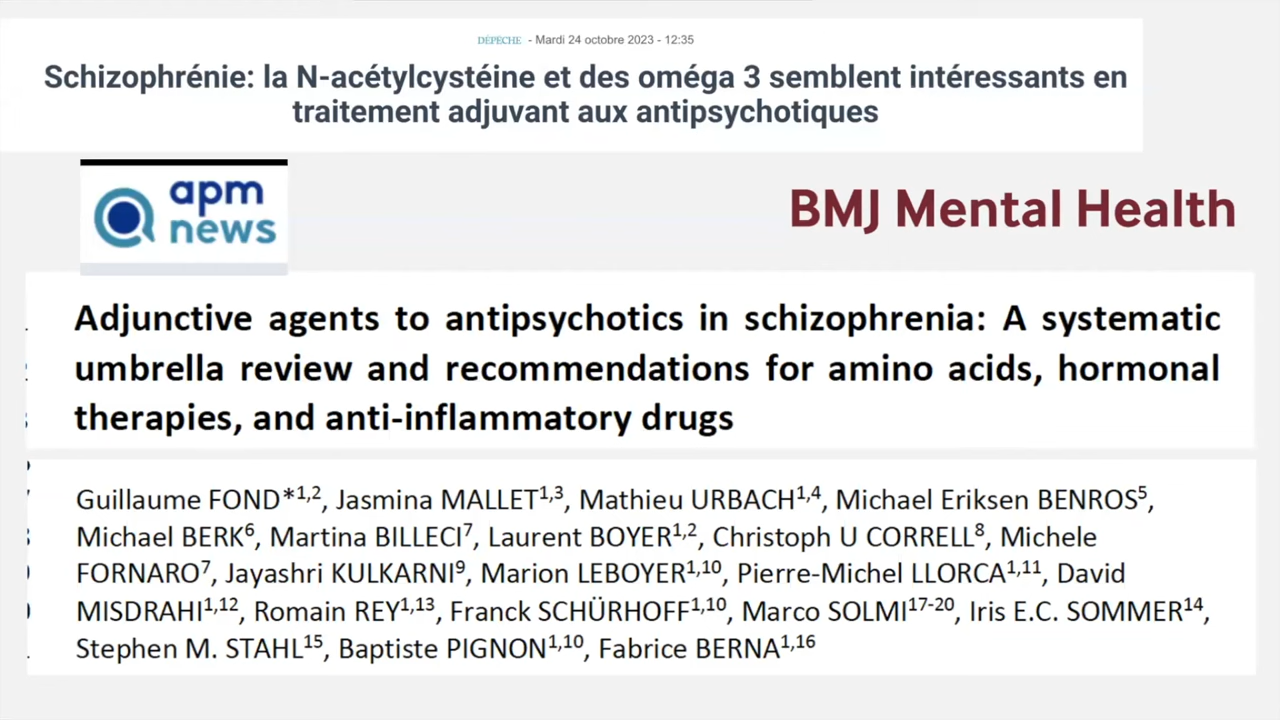 DÉPÊCHE - Mardi 24 octobre 2023 - 12:35
Schizophrénie: la N-acétylcystéine et des oméga 3 semblent intéressants en
traitement adjuvant aux antipsychotiques
apm
news
BMJ Mental Health
Adjunctive agents to antipsychotics in schizophrenia: A systematic
umbrella review and recommendations for amino acids, hormonal
therapies, and anti-inflammatory drugs
Guillaume FOND*1,2, Jasmina MALLET1,3, Mathieu URBACH1,4, Michael Eriksen BENROS5,
Michael BERK6, Martina BILLECI7, Laurent BOYER1,2, Christoph U CORRELL8, Michele
FORNARO7, Jayashri KULKARNI9, Marion LEBOYER1,10, Pierre-Michel LLORCA1,11, David
MISDRAHI1,12, Romain REY1,13, Franck SCHÜRHOFF1,10, Marco SOLMI17-20, Iris E.C. SOMMER14,
Stephen M. STAHL15, Baptiste PIGNON1,10, Fabrice BERNA1,16